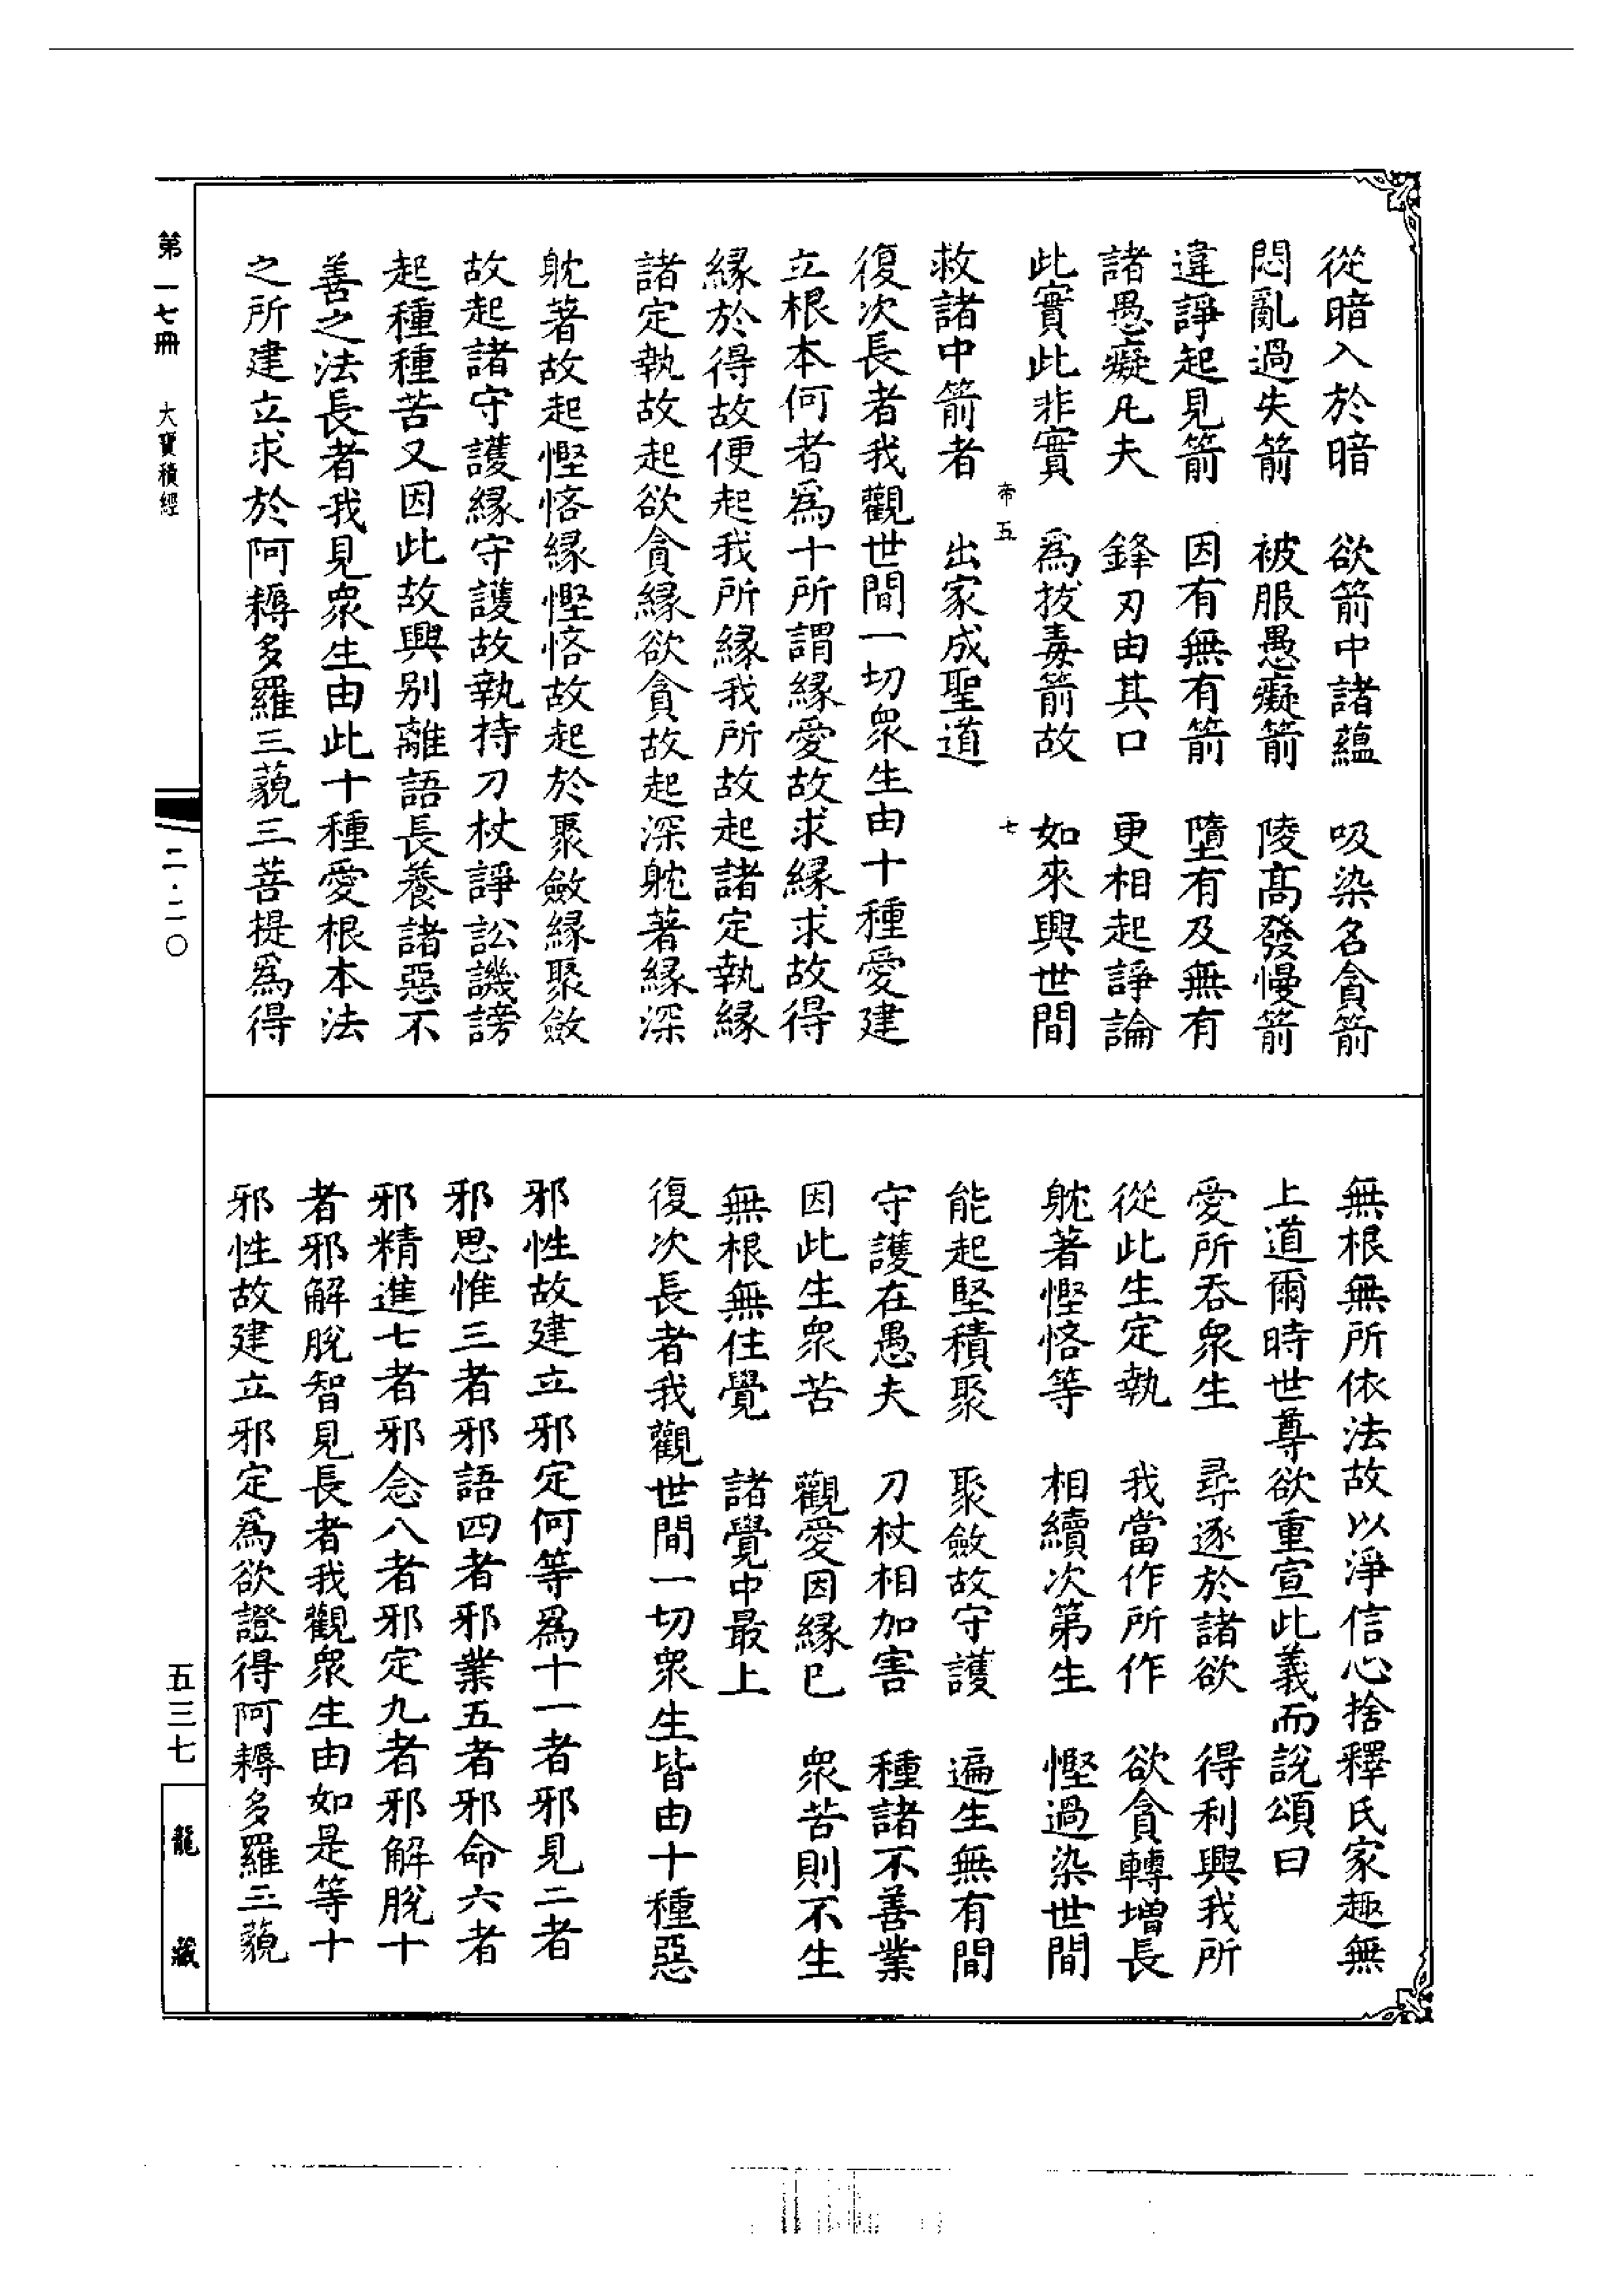 從暗入於暗　欲箭中諸蘊　吸染名貪箭
悶亂過失箭　被服愚癡箭　陵高發慢箭
違諍起見箭　因有無有箭　墮有及無有
諸愚癡凡夫　鋒刃由其口　更相起諍論
此實此非實　為拔毒箭故　如來興世間
帝五　七
救諸中箭者　出家成聖道
復次長者我觀世間一切眾生由十種愛建
立根本何者為十所謂緣愛故求緣求故得
緣於得故便起我所緣我所故起諸定執緣
諸定執故起欲貪緣欲貪故起深躭著緣深
躭著故起慳悋緣慳悋故起於聚斂緣聚斂
故起諸守護緣守護故執持刀杖諍訟譏謗
起種種苦又因此故興別離語長養諸惡不
善之法長者我見眾生由此十種愛根本法
之所建立求於阿耨多羅三藐三菩提為得
無根無所依法故以淨信心捨釋氏家趣無
上道爾時世尊欲重宣此義而說頌曰
愛所吞眾生　尋逐於諸欲　得利興我所
從此生定執　我當作所作　欲貪轉增長
躭著慳悋等　相續次第生　慳過染世間
能起堅積聚　聚斂故守護　遍生無有間
守護在愚夫　刀杖相加害　種諸不善業
因此生眾苦　觀愛因緣已　眾苦則不生
無根無住覺　諸覺中最上
復次長者我觀世間一切眾生皆由十種惡
邪性故建立邪定何等為十一者邪見二者
邪思惟三者邪語四者邪業五者邪命六者
邪精進七者邪念八者邪定九者邪解脫十
者邪解脫智見長者我觀眾生由如是等十
邪性故建立邪定為欲證得阿耨多羅三藐
第一七冊　大寶積經
二·二〇
五三七
龍藏